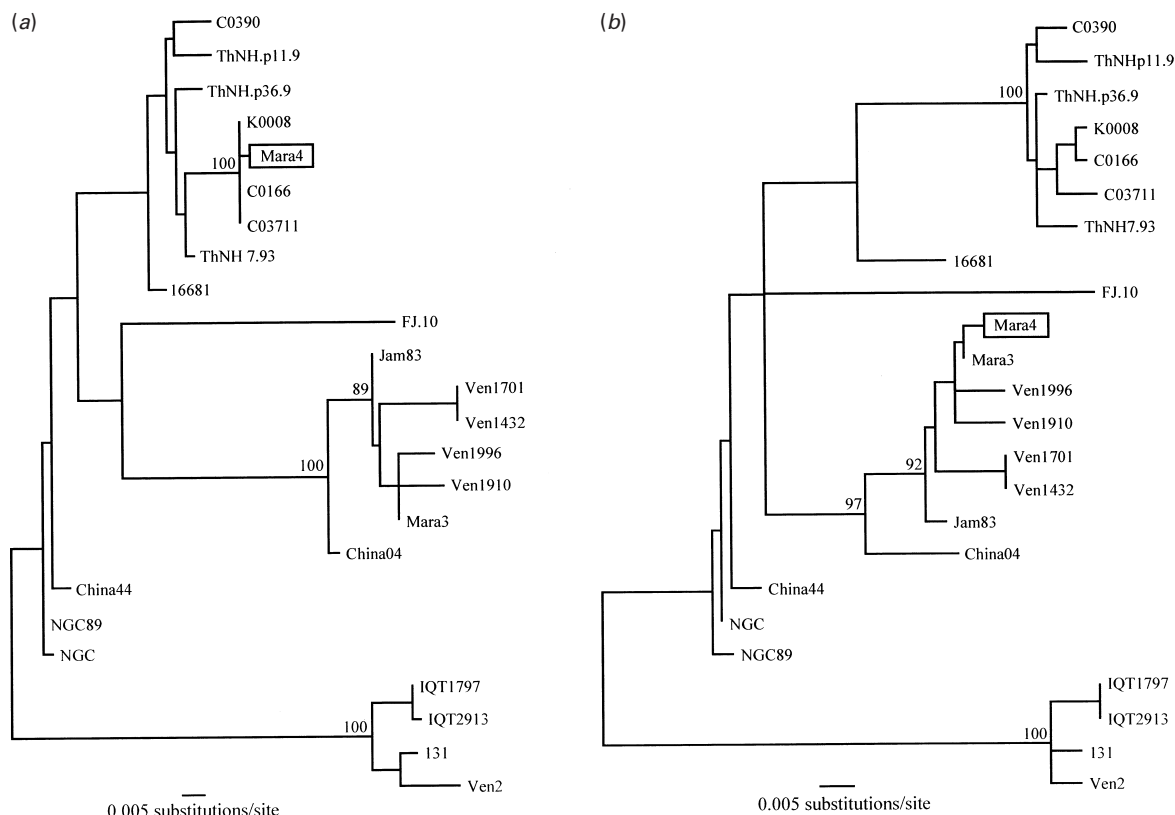 (a)
C0390
ThNH.p11.9
ThNH.p36.9
K0008
100
Mara4
C0166
C03711
ThNH 7.93
16681
FJ.10
Jam83
89
Ven1701
Ven1432
Ven1996
100
Ven1910
Mara3
China04
China44
NGC89
NGC
IQT1797
IQT2913
100
131
Ven2
0.005 substitutions/site
(b)
C0390
ThNHp11.9
100
ThNH.p36.9
K0008
C0166
C03711
ThNH7.93
16681
FJ.10
Mara4
Mara3
Ven1996
Ven1910
Ven1701
92
Ven1432
97
Jam83
China04
China44
NGC
NGC89
IQT1797
IQT2913
100
131
Ven2
0.005 substitutions/site